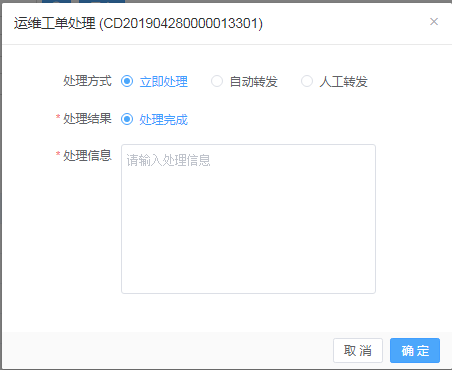 运维工单处理 (CD201904280000013301)
×
处理方式 立即处理 自动转发 人工转发
* 处理结果 处理完成
* 处理信息 请输入处理信息
取 消 确 定